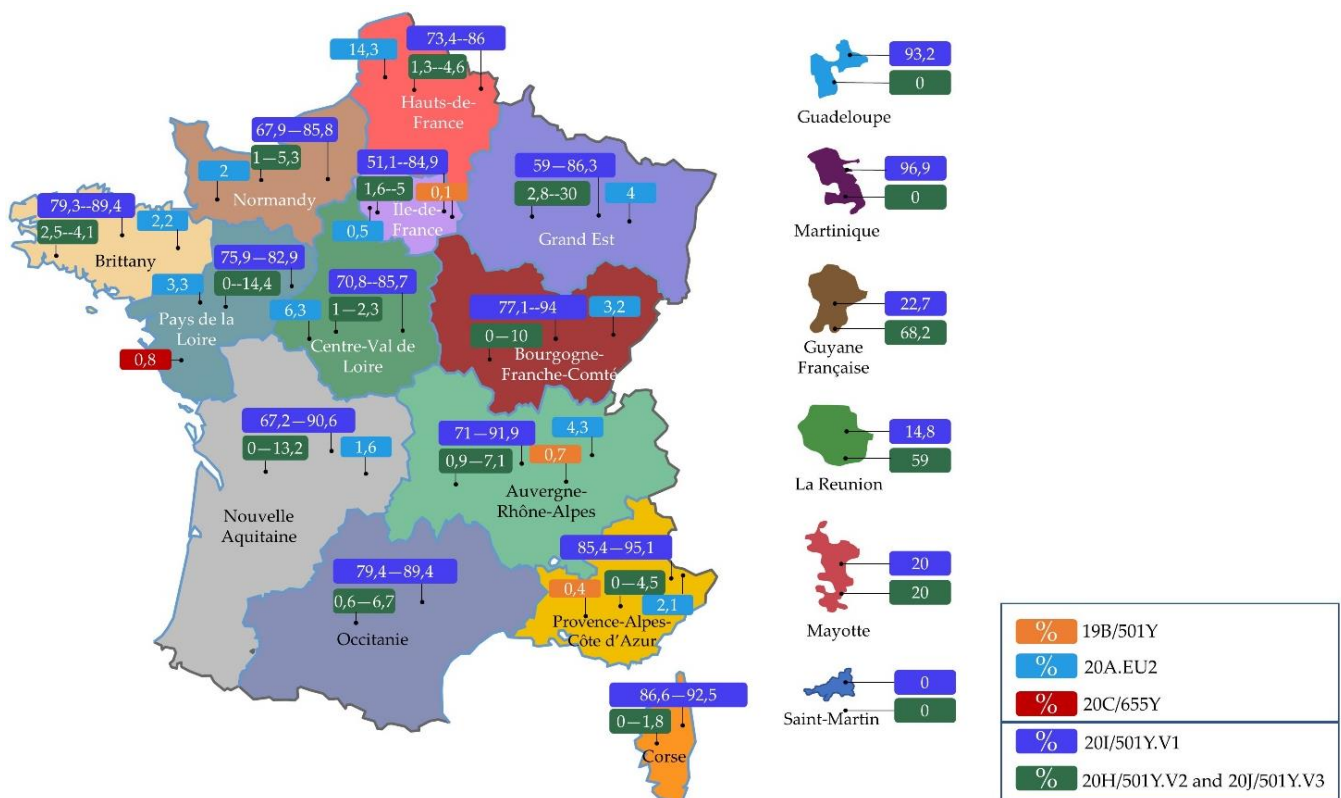 14,3
73,4--86
1,3--4,6
Hauts-de-
France
67,9—85,8
1—5,3
2
Normandy
51,1--84,9
1,6--5
0,1
Ile-de-
France
0,5
59—86,3
2,8--30
4
Grand Est
79,3--89,4
2,5--4,1
2,2
Brittany
75,9—82,9
0--14,4
3,3
Pays de la
Loire
0,8
70,8--85,7
1—2,3
6,3
Centre-Val de
Loire
77,1--94
3,2
0—10
Bourgogne-
Franche-Comté
67,2—90,6
0—13,2
1,6
Nouvelle
Aquitaine
71—91,9
4,3
0,9—7,1
0,7
Auvergne-
Rhône-Alpes
79,4—89,4
0,6—6,7
Occitanie
85,4—95,1
0,4
0—4,5
2,1
Provence-Alpes-
Côte d'Azur
86,6—92,5
0—1,8
Corse
93,2
0
Guadeloupe
96,9
0
Martinique
22,7
68,2
Guyane
Française
14,8
59
La Reunion
20
20
Mayotte
0
0
Saint-Martin
% 19B/501Y
% 20A.EU2
% 20C/655Y
% 20I/501Y.V1
% 20H/501Y.V2 and 20J/501Y.V3